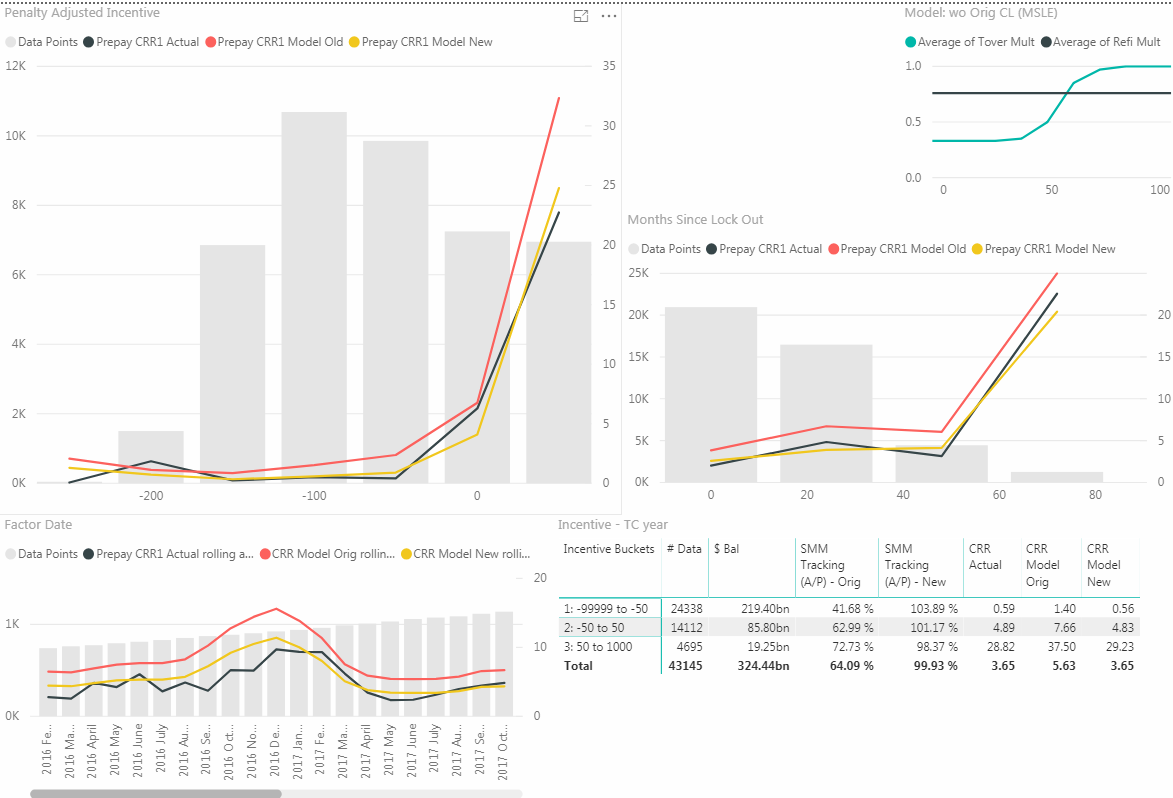 Penalty Adjusted Incentive
Data Points Prepay CRR1 Actual Prepay CRR1 Model Old Prepay CRR1 Model New
12K
10K
8K
6K
4K
2K
0K
35
30
25
20
15
10
5
0
-200 -100 0
Model: wo Orig CL (MSLE)
Average of Tover Mult Average of Refi Mult
1.0
0.5
0.0
0 50 100
Months Since Lock Out
Data Points Prepay CRR1 Actual Prepay CRR1 Model Old Prepay CRR1 Model New
25K
20K
15K
10K
5K
0K
20
15
10
5
0
0 20 40 60 80
Factor Date
Data Points Prepay CRR1 Actual rolling a... CRR Model Orig rollin... CRR Model New rolli...
1K
0K
20
10
0
2016 Fe...
2016 Ma...
2016 April
2016 May
2016 June
2016 July
2016 Au...
2016 Se...
2016 Oct...
2016 No...
2016 De...
2017 Jan...
2017 Fe...
2017 Ma...
2017 April
2017 May
2017 June
2017 July
2017 Au...
2017 Se...
2017 Oct...
Incentive - TC year
Incentive Buckets # Data $ Bal SMM Tracking (A/P) - Orig SMM Tracking (A/P) - New CRR Actual CRR Model Orig CRR Model New
1: -99999 to -50 24338 219.40bn 41.68 % 103.89 % 0.59 1.40 0.56
2: -50 to 50 14112 85.80bn 62.99 % 101.17 % 4.89 7.66 4.83
3: 50 to 1000 4695 19.25bn 72.73 % 98.37 % 28.82 37.50 29.23
Total 43145 324.44bn 64.09 % 99.93 % 3.65 5.63 3.65